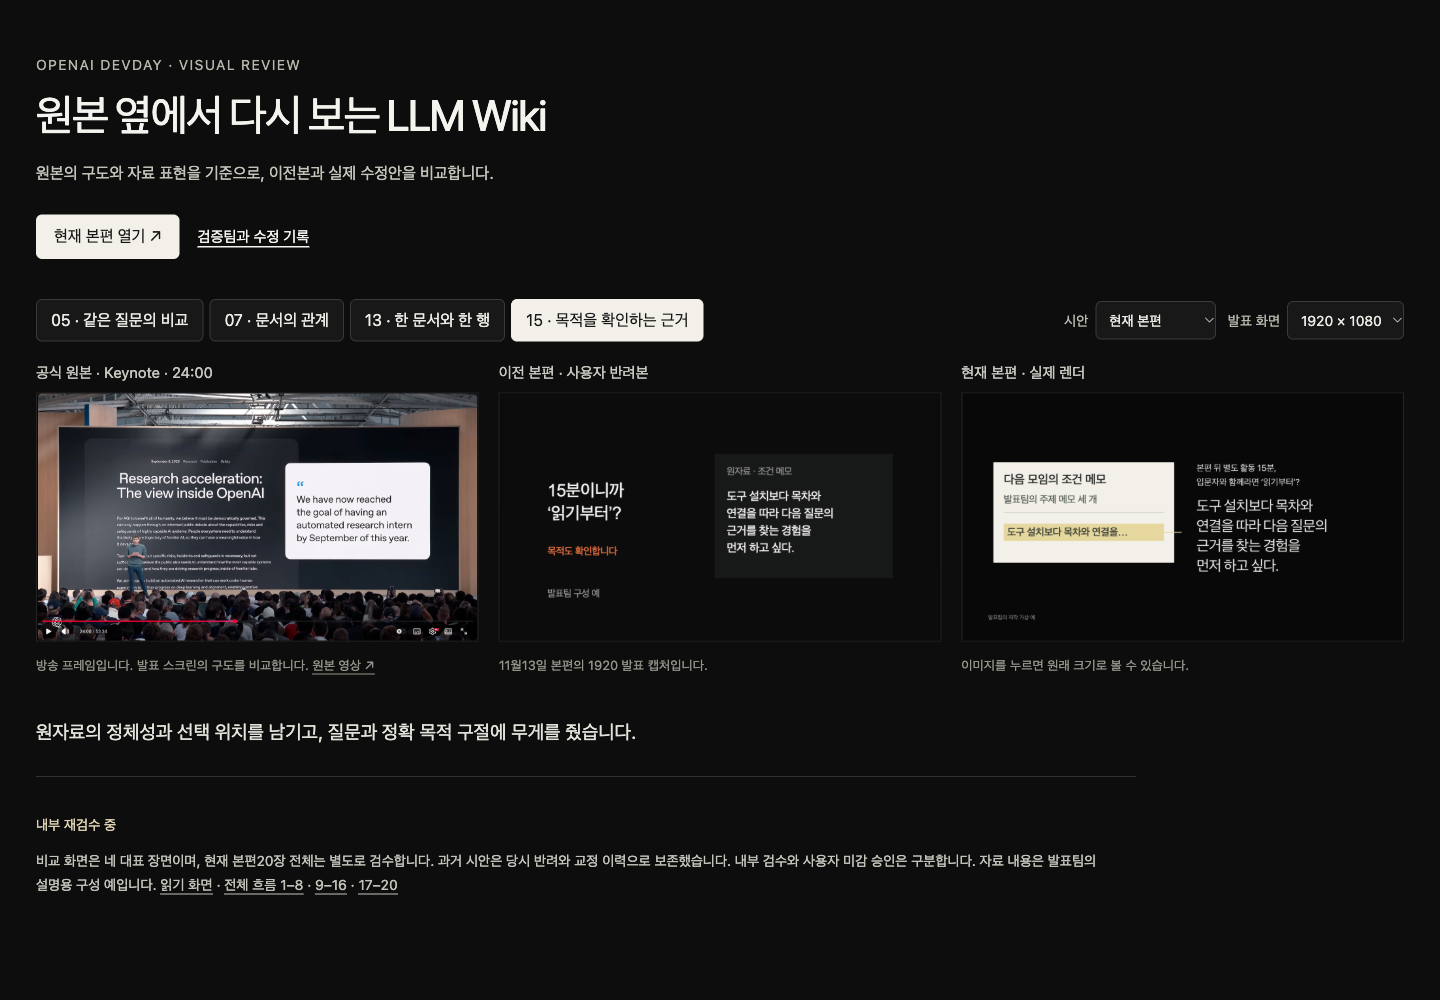 OPENAI DEVDAY · VISUAL REVIEW
원본 옆에서 다시 보는 LLM Wiki
원본의 구도와 자료 표현을 기준으로, 이전본과 실제 수정안을 비교합니다.
현재 본편 열기 ↗
검증팀과 수정 기록
05 · 같은 질문의 비교
07 · 문서의 관계
13 · 한 문서와 한 행
15 · 목적을 확인하는 근거
시안
현재 본편
발표 화면
1920 × 1080
공식 원본 · Keynote · 24:00
Research acceleration:
The view inside OpenAI
“
We have now reached
the goal of having an
automated research intern
by September of this year.
방송 프레임입니다. 발표 스크린의 구도를 비교합니다. 원본 영상 ↗
이전 본편 · 사용자 반려본
15분이니까
‘읽기부터’?
목적도 확인합니다
발표팀 구성 예
원자료 · 조건 메모
도구 설치보다 목차와
연결을 따라 다음 질문의
근거를 찾는 경험을
먼저 하고 싶다.
11월13일 본편의 1920 발표 캡처입니다.
현재 본편 · 실제 렌더
다음 모임의 조건 메모
발표팀의 주제 메모 세 개
도구 설치보다 목차와 연결을…
본편 뒤 별도 활동 15분,
입문자와 함께라면 ‘읽기부터’?
도구 설치보다 목차와
연결을 따라 다음 질문의
근거를 찾는 경험을
먼저 하고 싶다.
이미지를 누르면 원래 크기로 볼 수 있습니다.
원자료의 정체성과 선택 위치를 남기고, 질문과 정확 목적 구절에 무게를 줬습니다.
내부 재검수 중
비교 화면은 네 대표 장면이며, 현재 본편20장 전체는 별도로 검수합니다. 과거 시안은 당시 반려와 교정 이력으로 보존했습니다. 내부 검수와 사용자 미감 승인은 구분합니다. 자료 내용은 발표팀의
설명용 구성 예입니다. 읽기 화면 · 전체 흐름 1–8 · 9–16 · 17–20